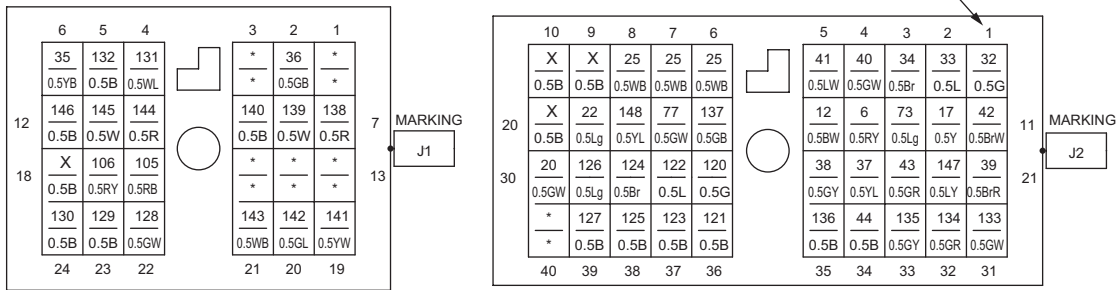 6 5 4 3 2 1
35 132 131 * 36 *
0.5YB 0.5B 0.5WL * 0.5GB *
12 146 145 144 140 139 138 7
0.5B 0.5W 0.5R 0.5B 0.5W 0.5R
MARKING
J1
18 X 106 105 * * * 13
0.5B 0.5RY 0.5RB * * *
130 129 128 143 142 141
0.5B 0.5B 0.5GW 0.5WB 0.5GL 0.5YW
24 23 22 21 20 19
10 9 8 7 6 5 4 3 2 1
X X 25 25 25 41 40 34 33 32
0.5B 0.5B 0.5WB 0.5WB 0.5WB 0.5LW 0.5GW 0.5Br 0.5L 0.5G
20 X 22 148 77 137 12 6 73 17 42 11
0.5B 0.5Lg 0.5YL 0.5GW 0.5GB 0.5BW 0.5RY 0.5Lg 0.5Y 0.5BrW
MARKING
J2
30 20 126 124 122 120 38 37 43 147 39 21
0.5GW 0.5Lg 0.5Br 0.5L 0.5G 0.5GY 0.5YL 0.5GR 0.5LY 0.5BrR
* 127 125 123 121 136 44 135 134 133
* 0.5B 0.5B 0.5B 0.5B 0.5B 0.5B 0.5GY 0.5GR 0.5GW
40 39 38 37 36 35 34 33 32 31